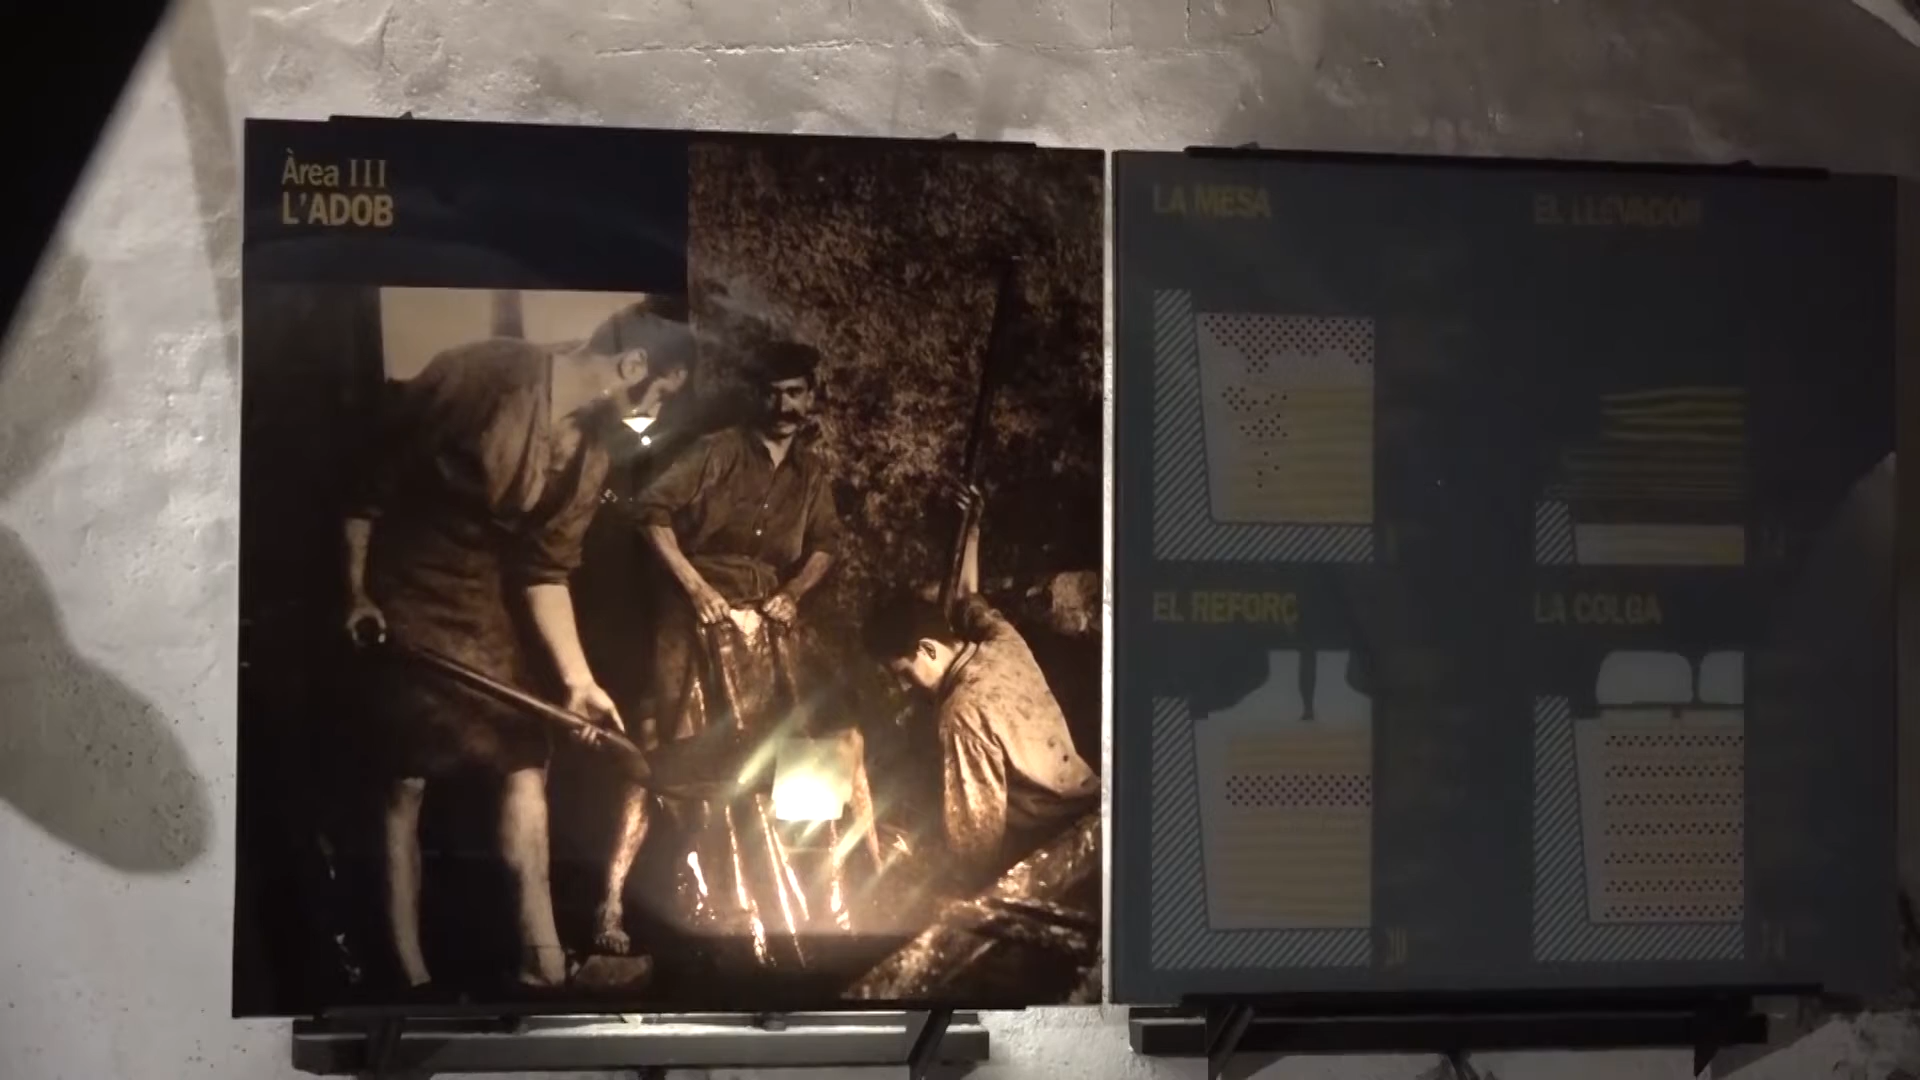 Àrea III
L'ADOB
LA MESA
EL LLEVADOR
EL REFORÇ
LA COLGA